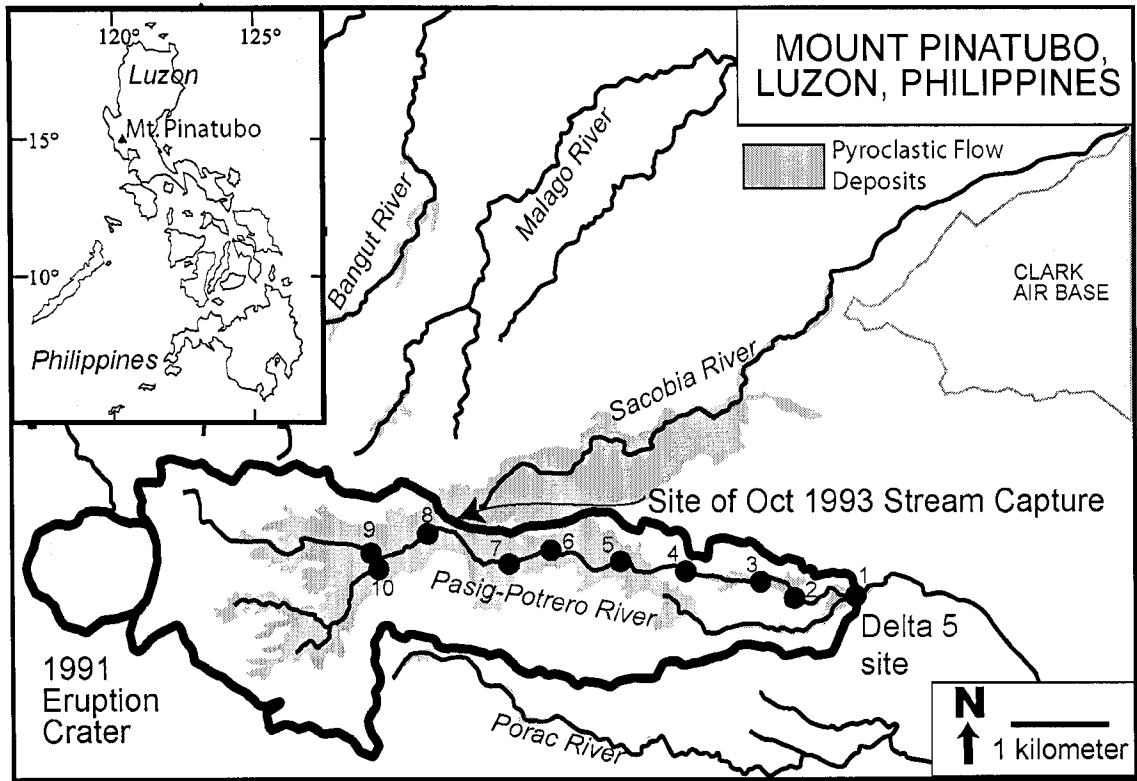 120°
125°
Luzon
15°
Mt. Pinatubo
10°
Philippines
MOUNT PINATUBO,
LUZON, PHILIPPINES
Pyroclastic Flow
Deposits
Bangut River
Malago River
Sacobia River
CLARK
AIR BASE
Site of Oct 1993 Stream Capture
9
8
7
6
5
4
3
2
1
10
Pasig-Potrero River
Delta 5
site
1991
Eruption
Crater
Porac River
N
1 kilometer